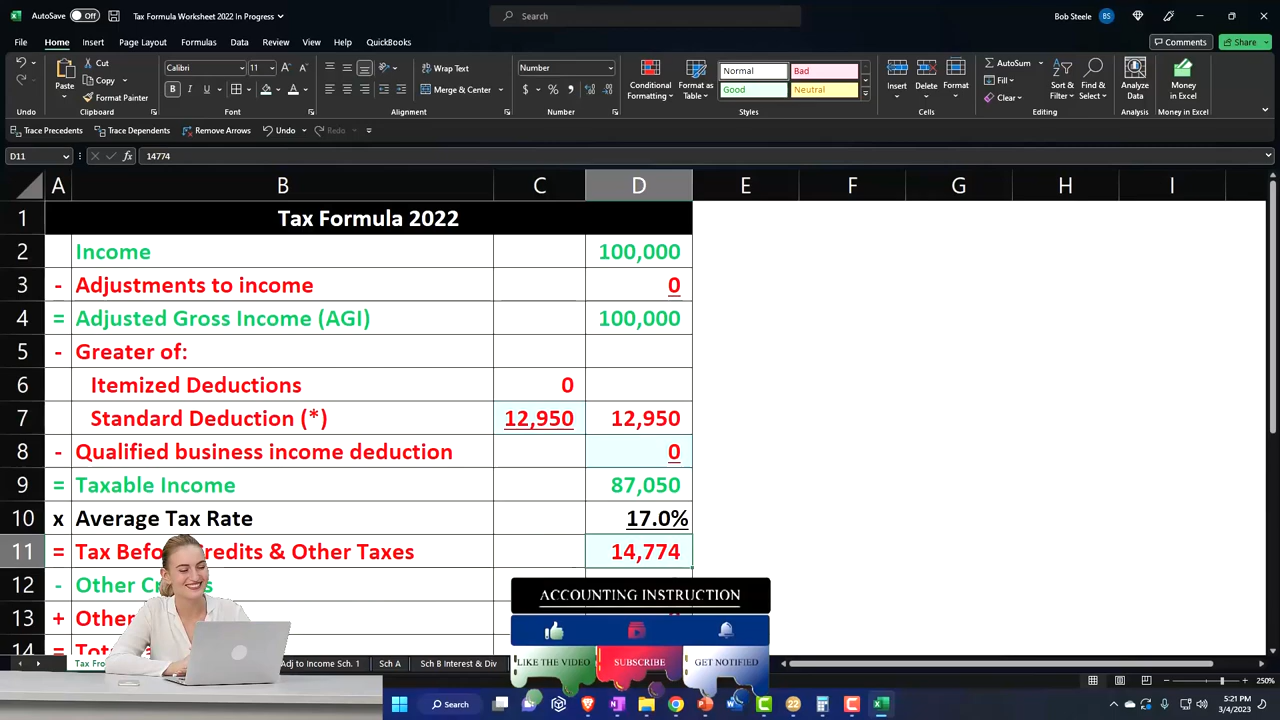 AutoSave Off Tax Formula Worksheet 2022 In Progress Search Bob Steele BS
File Home Insert Page Layout Formulas Data Review View Help QuickBooks Comments Share
Paste Cut Copy Format Painter
Calibri 11 B I U A
Wrap Text Merge & Center
Number $ % ,
Conditional Formatting Format as Table Normal Bad Good Neutral
Insert Delete Format
AutoSum Fill Clear Sort & Filter Find & Select
Analyze Data Money in Excel
Undo Clipboard Font Alignment Number Styles Cells Editing Analysis Money in Excel
Trace Precedents Trace Dependents Remove Arrows Undo Redo
D11 fx 14774
A B C D E F G H I
1 Tax Formula 2022
2 Income 100,000
3 - Adjustments to income 0
4 = Adjusted Gross Income (AGI) 100,000
5 - Greater of:
6 Itemized Deductions 0
7 Standard Deduction (*) 12,950 12,950
8 - Qualified business income deduction 0
9 = Taxable Income 87,050
10 x Average Tax Rate 17.0%
11 = Tax Before Credits & Other Taxes 14,774
12 - Other
13 + Other
14 =
ACCOUNTING INSTRUCTION
LIKE THE VIDEO SUBSCRIBE GET NOTIFIED
Adj to Income Sch. 1 Sch A Sch B Interest & Div
250%
Search
5:21 PM
3/4/2023